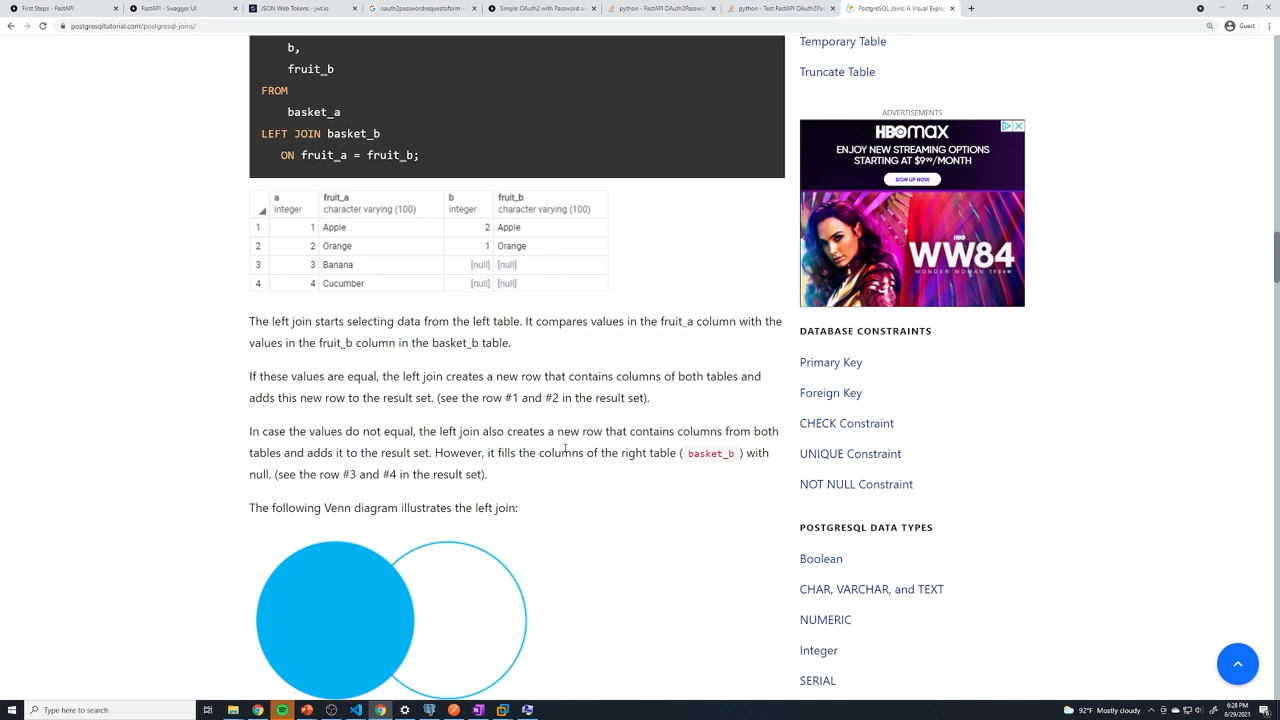 First Steps - FastAPI
FastAPI - Swagger UI
JSON Web Tokens - jwt.io
oauth2passwordrequestoform -
Simple OAuth2 with Password an
python - FastAPI OAuth2Passwo
python - Test FastAPI OAuth2Pas
PostgreSQL Joins: A Visual Explai
postgresqltutorial.com/postgresql-joins/
Guest
b,
fruit_b
FROM
basket_a
LEFT JOIN basket_b
ON fruit_a = fruit_b;
a
integer
fruit_a
character varying (100)
b
integer
fruit_b
character varying (100)
1 1 Apple 2 Apple
2 2 Orange 1 Orange
3 3 Banana [null] [null]
4 4 Cucumber [null] [null]
The left join starts selecting data from the left table. It compares values in the fruit_a column with the
values in the fruit_b column in the basket_b table.
If these values are equal, the left join creates a new row that contains columns of both tables and
adds this new row to the result set. (see the row #1 and #2 in the result set).
In case the values do not equal, the left join also creates a new row that contains columns from both
tables and adds it to the result set. However, it fills the columns of the right table ( basket_b ) with
null. (see the row #3 and #4 in the result set).
The following Venn diagram illustrates the left join:
Temporary Table
Truncate Table
ADVERTISEMENTS
HBOMAX
ENJOY NEW STREAMING OPTIONS
STARTING AT $9⁹⁹/MONTH
SIGN UP NOW
WW84
WONDER WOMAN 1984
DATABASE CONSTRAINTS
Primary Key
Foreign Key
CHECK Constraint
UNIQUE Constraint
NOT NULL Constraint
POSTGRESQL DATA TYPES
Boolean
CHAR, VARCHAR, and TEXT
NUMERIC
Integer
SERIAL
Type here to search
92°F Mostly cloudy
6:28 PM
8/29/2021